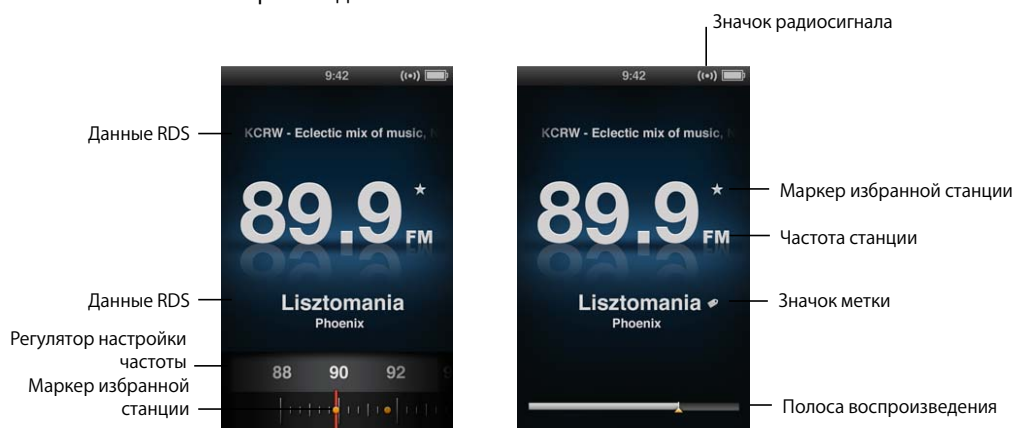 Значок радиосигнала
9:42
9:42
Данные RDS
KCRW - Eclectic mix of music,
KCRW - Eclectic mix of music,
89.9 FM
89.9 FM
Маркер избранной станции
Частота станции
Данные RDS
Lisztomania
Phoenix
Lisztomania
Phoenix
Значок метки
Регулятор настройки
частоты
88 90 92
Маркер избранной
станции
Полоса воспроизведения